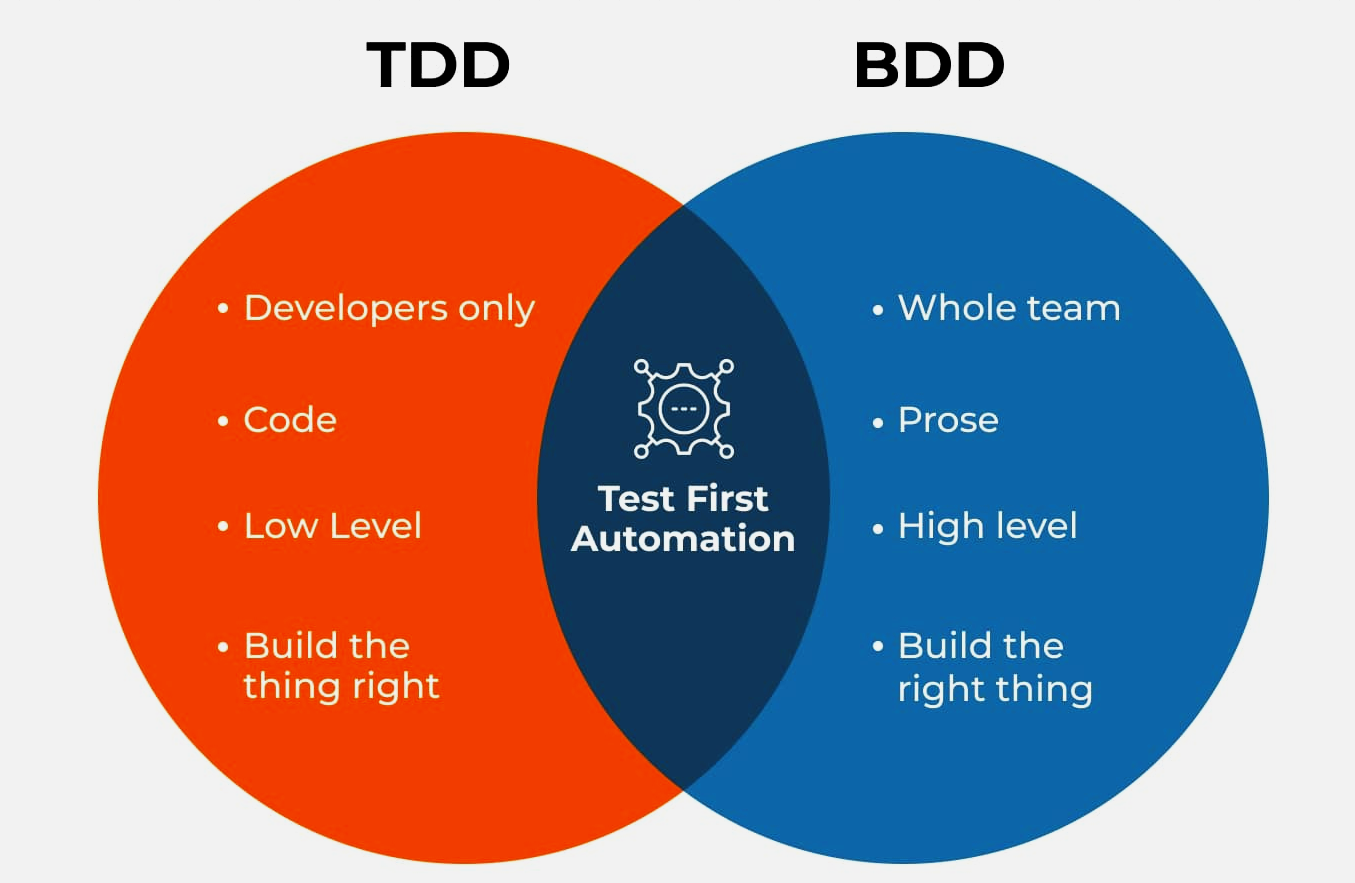 TDD
BDD
• Developers only
• Code
• Low Level
• Build the
thing right
Test First
Automation
• Whole team
• Prose
• High level
• Build the
right thing